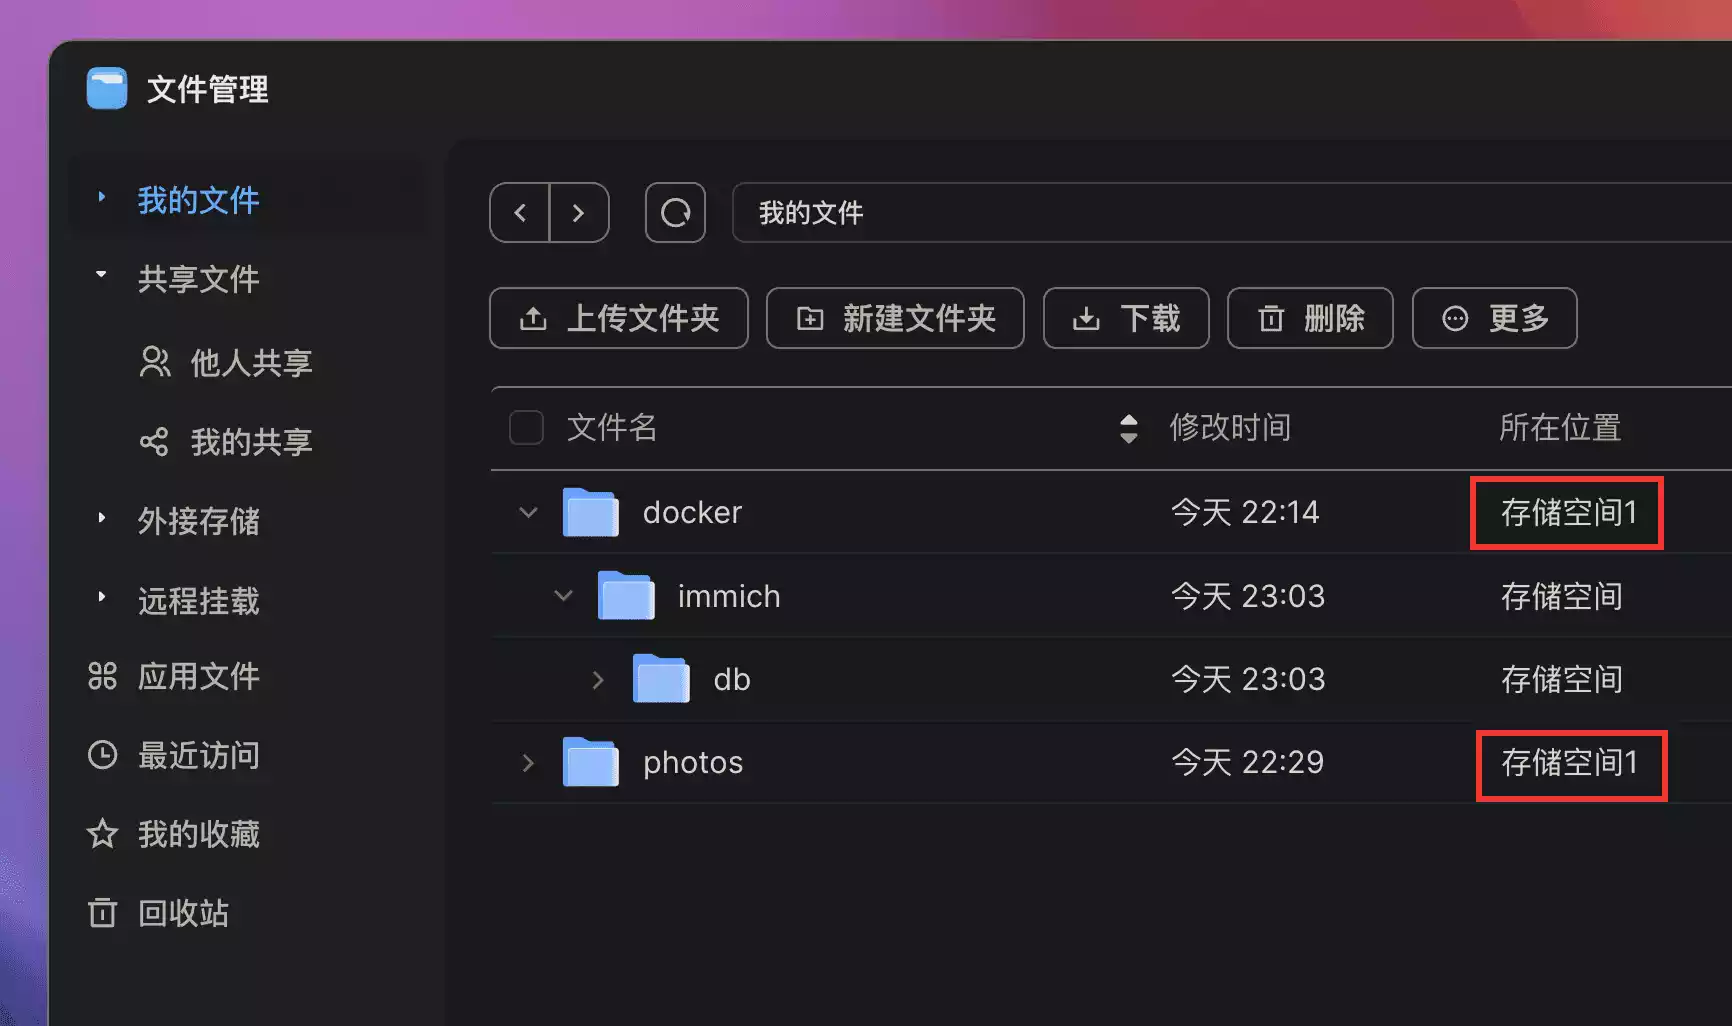 文件管理
我的文件
共享文件
他人共享
我的共享
外接存储
远程挂载
应用文件
最近访问
我的收藏
回收站
我的文件
上传文件夹 新建文件夹 下载 删除 更多
文件名 修改时间 所在位置
docker 今天 22:14 存储空间1
immich 今天 23:03 存储空间
db 今天 23:03 存储空间
photos 今天 22:29 存储空间1